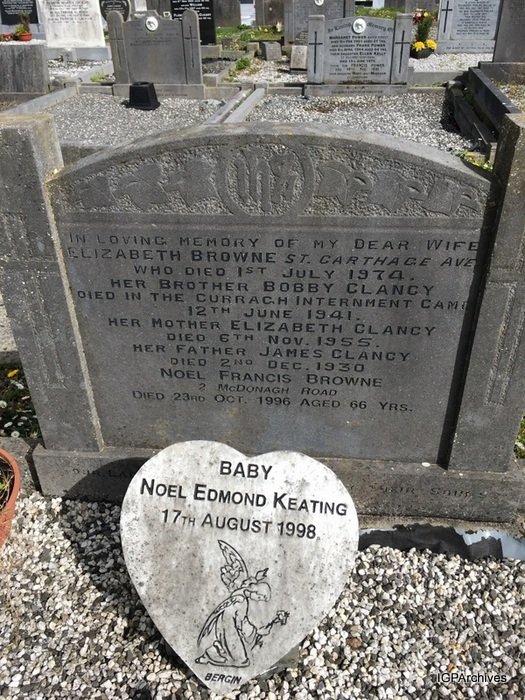 IN LOVING MEMORY OF MY DEAR WIFE
ELIZABETH BROWNE ST. CARTHAGE AVE
WHO DIED 1ST JULY 1974.
HER BROTHER BOBBY CLANCY
DIED IN THE CURRAGH INTERNMENT CAMP
12TH JUNE 1941.
HER MOTHER ELIZABETH CLANCY
DIED 6TH NOV. 1955.
HER FATHER JAMES CLANCY
DIED 2ND DEC. 1930
NOEL FRANCIS BROWNE
2 MCDONAGH ROAD
DIED 23RD OCT. 1996 AGED 66 YRS.
BABY
NOEL EDMOND KEATING
17TH AUGUST 1998
BERGIN
IGPArchives